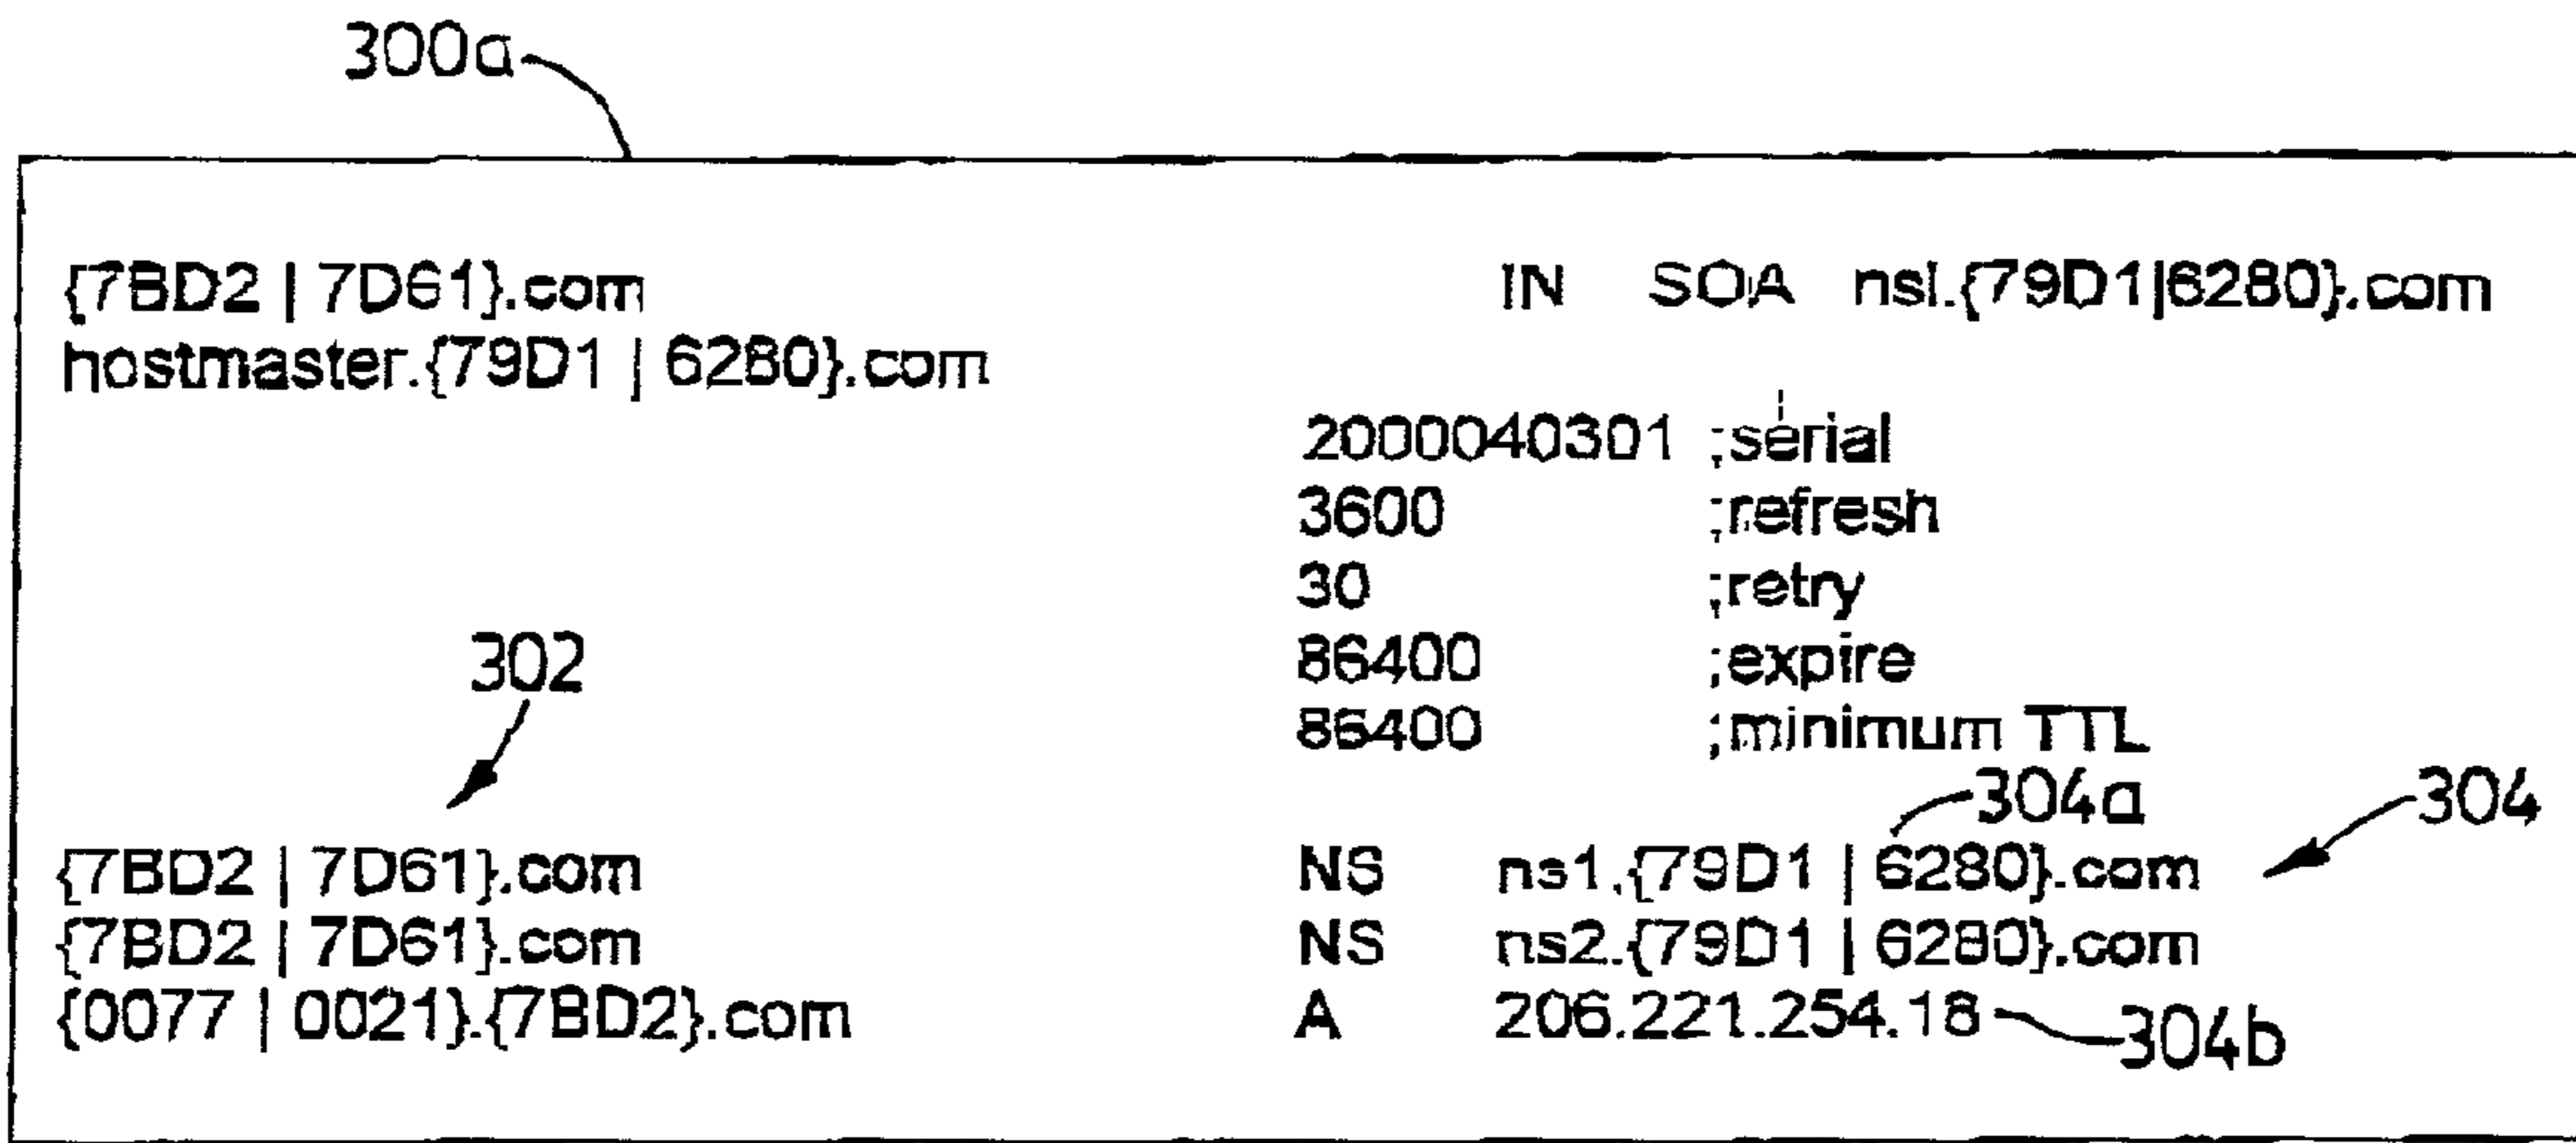 300a
{7BD2 | 7D61}.com IN SOA nsl.{79D1|6280}.com
hostmaster.{79D1 | 6280}.com
2000040301 ;serial
3600 ;refresh
30 ;retry
302
86400 ;expire
86400 ;minimum TTL
304a 304
{7BD2 | 7D61}.com NS ns1.{79D1 | 6280}.com
{7BD2 | 7D61}.com NS ns2.{79D1 | 6280}.com
{0077 | 0021}.{7BD2}.com A 206.221.254.18 304b